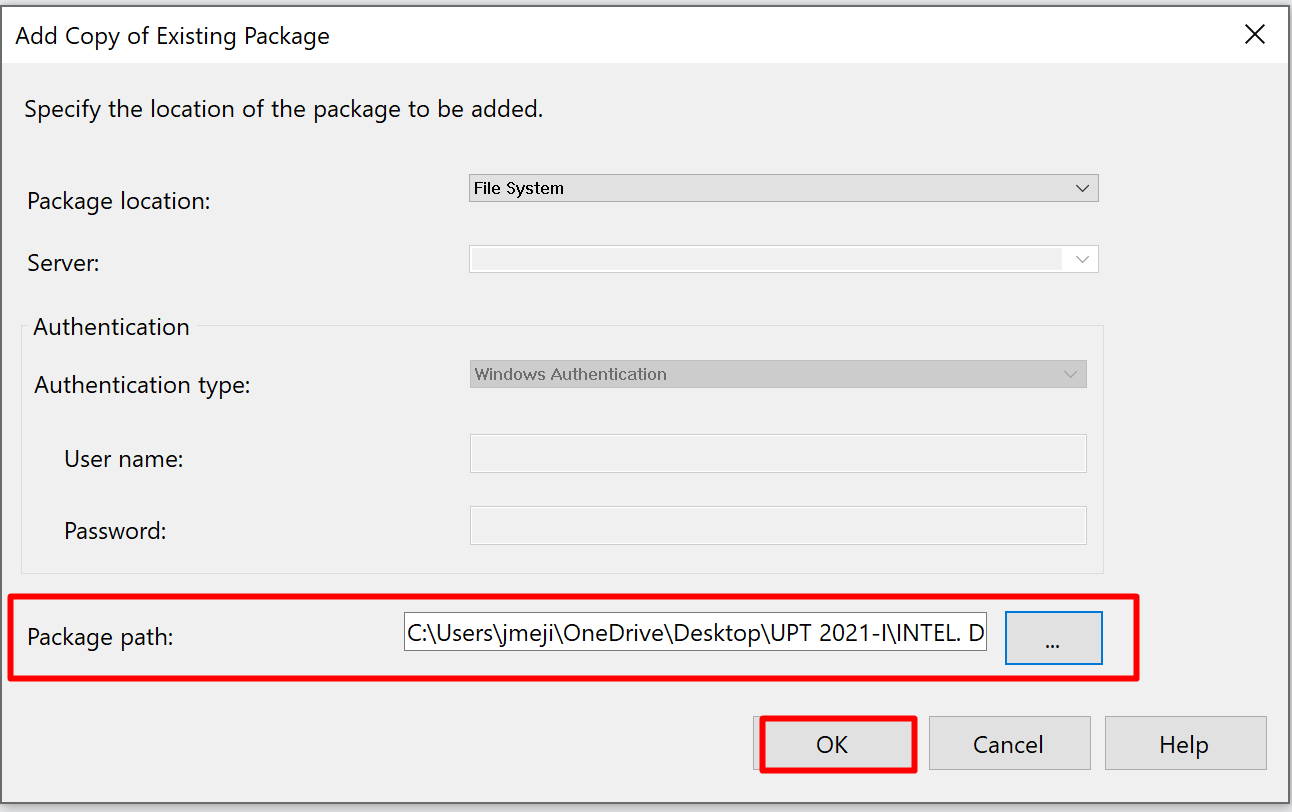 Add Copy of Existing Package
Specify the location of the package to be added.
Package location:
File System
Server:
Authentication
Authentication type:
Windows Authentication
User name:
Password:
Package path:
C:\Users\jmeji\OneDrive\Desktop\UPT 2021-I\INTEL. D
...
OK
Cancel
Help